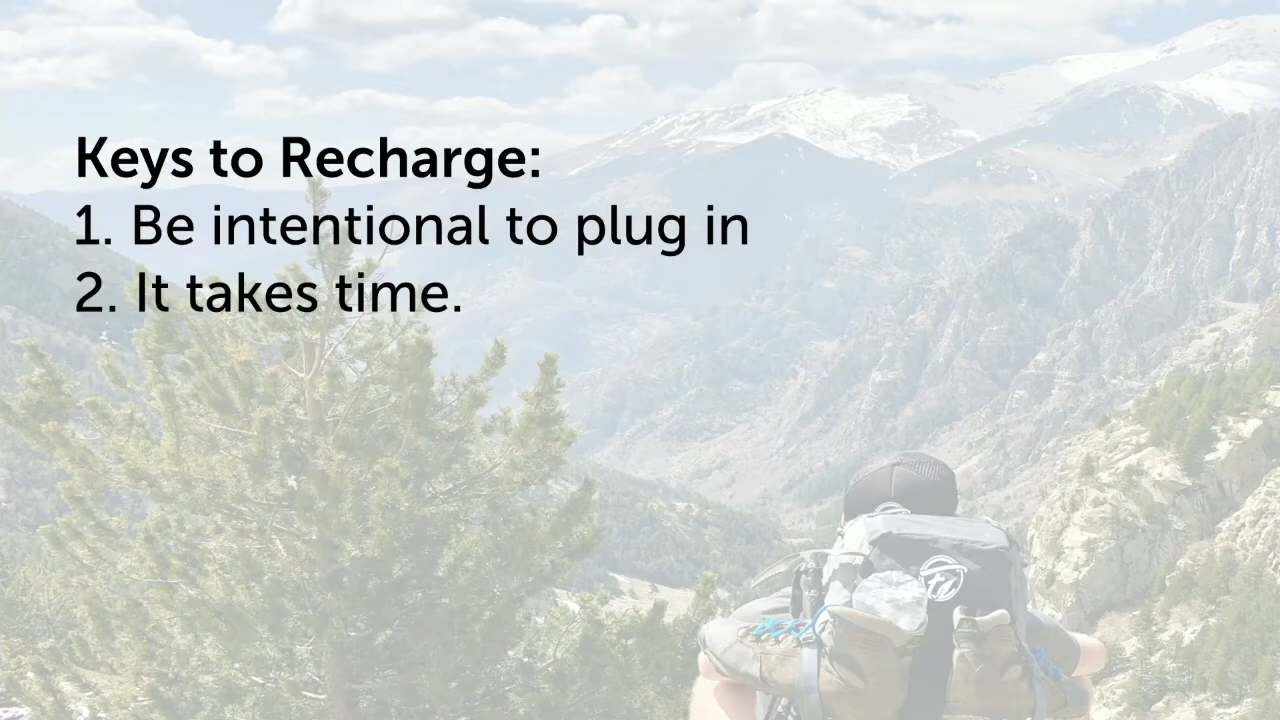 Keys to Recharge:
1. Be intentional to plug in
2. It takes time.